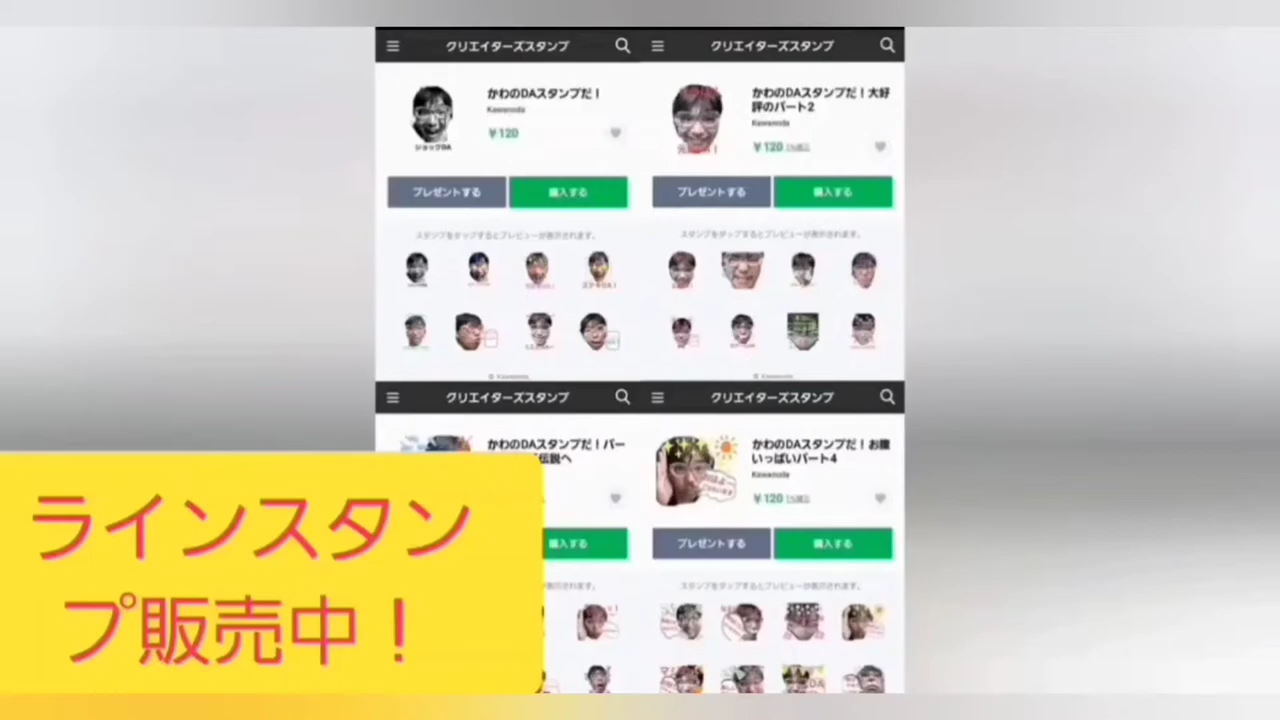 クリエイターズスタンプ
かわのDAスタンプだ！
Kawanoda
￥120
プレゼントする
購入する
スタンプをタップするとプレビューが表示されます。
クリエイターズスタンプ
かわのDAスタンプだ！大好
評のパート2
Kawanoda
￥120
プレゼントする
購入する
スタンプをタップするとプレビューが表示されます。
クリエイターズスタンプ
かわのDAスタンプだ！パー
伝説へ
購入する
クリエイターズスタンプ
かわのDAスタンプだ！お腹
いっぱいパート4
Kawanoda
￥120
プレゼントする
購入する
スタンプをタップするとプレビューが表示されます。
ラインスタン
プ販売中！